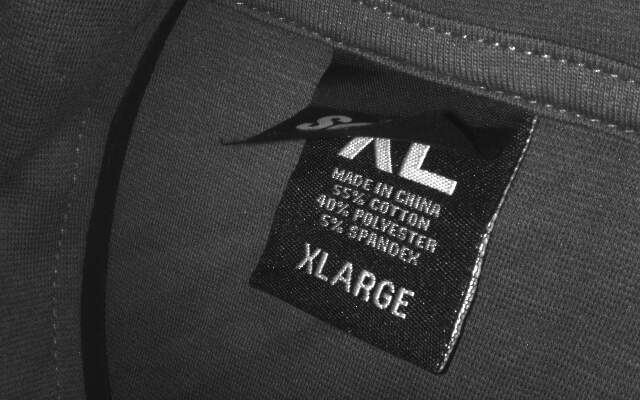 XL
MADE IN CHINA
55% COTTON
40% POLYESTER
5% SPANDEX
XLARGE